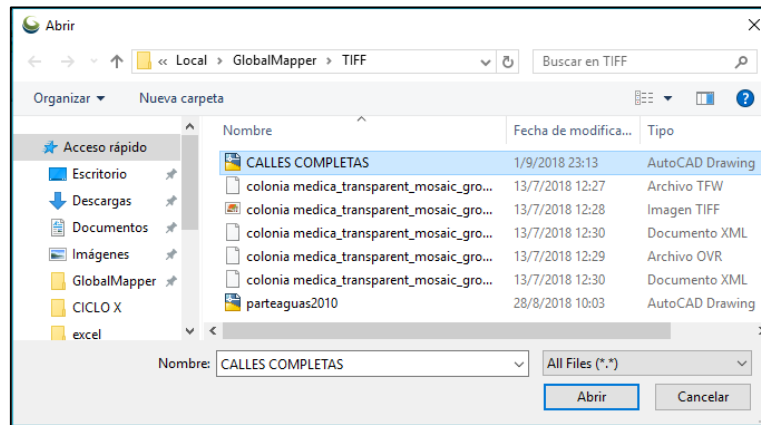 Abrir
« Local > GlobalMapper > TIFF
Buscar en TIFF
Organizar
Nueva carpeta
Nombre Fecha de modifica... Tipo
Acceso rápido
Escritorio
Descargas
Documentos
Imágenes
GlobalMapper
CICLO X
excel
CALLES COMPLETAS 1/9/2018 23:13 AutoCAD Drawing
colonia medica_transparent_mosaic_gro... 13/7/2018 12:27 Archivo TFW
colonia medica_transparent_mosaic_gro... 13/7/2018 12:28 Imagen TIFF
colonia medica_transparent_mosaic_gro... 13/7/2018 12:30 Documento XML
colonia medica_transparent_mosaic_gro... 13/7/2018 12:29 Archivo OVR
colonia medica_transparent_mosaic_gro... 13/7/2018 12:30 Documento XML
parteaguas2010 28/8/2018 10:03 AutoCAD Drawing
Nombre: CALLES COMPLETAS All Files (*.*)
Abrir Cancelar